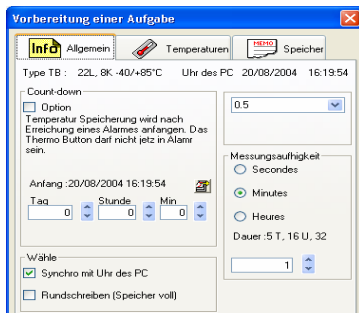 Vorbereitung einer Aufgabe
Info Allgemein
Temperaturen
MEMO Speicher
Type TB : 22L, 8K -40/+85°C Uhr des PC 20/08/2004 16:19:54
Count-down
Option
Temperatur Speicherung wird nach
Erreichung eines Alarmes anfangen. Das
Thermo Button darf nicht jetz in Alamr
sein.
Anfang :20/08/2004 16:19:54
Tag Stunde Min
0 0 0
Wähle
Synchro mit Uhr des PC
Rundschreiben (Speicher voll)
0.5
Messungsaufhigkeit
Secondes
Minutes
Heures
Dauer :5 T, 16 U, 32
1